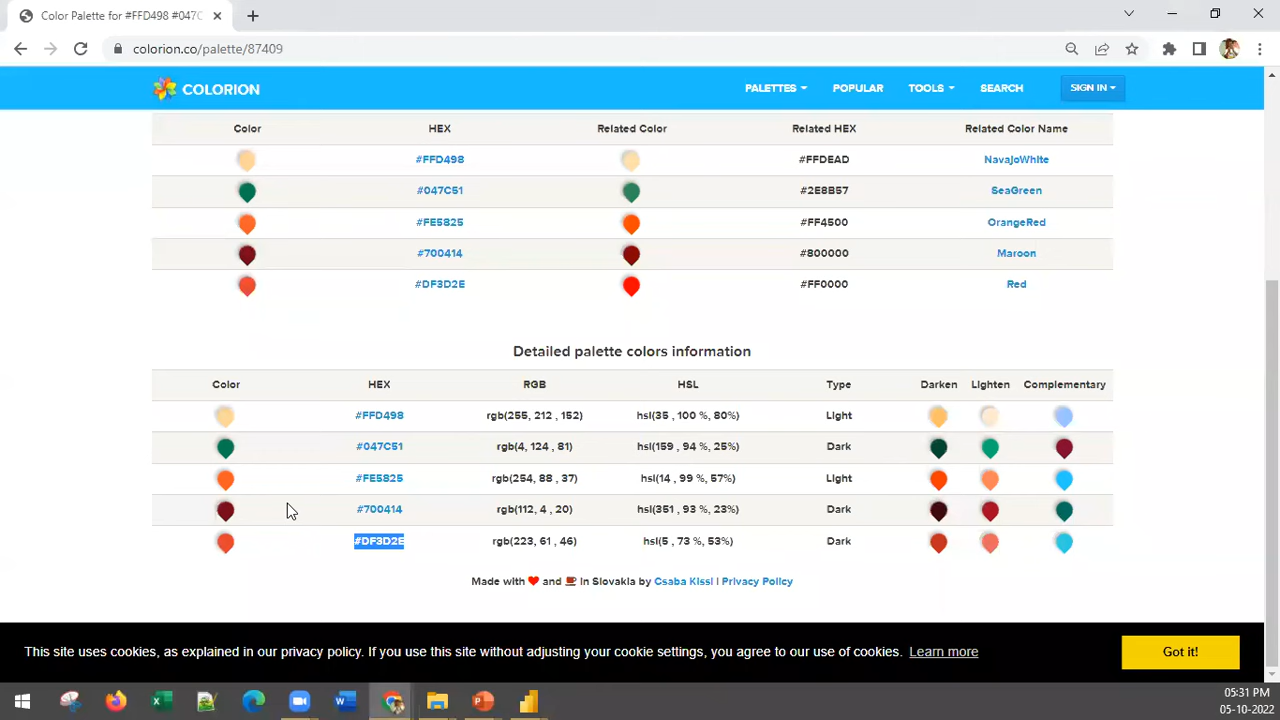 Color Palette for #FFD498 #047C
colorion.co/palette/87409
COLORION
PALETTES POPULAR TOOLS SEARCH SIGN IN
Color HEX Related Color Related HEX Related Color Name
#FFD498 #FFDEAD NavajoWhite
#047C51 #2E8B57 SeaGreen
#FE5825 #FF4500 OrangeRed
#700414 #800000 Maroon
#DF3D2E #FF0000 Red
Detailed palette colors information
Color HEX RGB HSL Type Darken Lighten Complementary
#FFD498 rgb(255, 212 , 152) hsl(35 , 100 %, 80%) Light
#047C51 rgb(4, 124 , 81) hsl(159 , 94 %, 25%) Dark
#FE5825 rgb(254, 88 , 37) hsl(14 , 99 %, 57%) Light
#700414 rgb(112, 4 , 20) hsl(351 , 93 %, 23%) Dark
#DF3D2E rgb(223, 61 , 46) hsl(5 , 73 %, 53%) Dark
Made with and in Slovakia by Csaba Kissi | Privacy Policy
This site uses cookies, as explained in our privacy policy. If you use this site without adjusting your cookie settings, you agree to our use of cookies. Learn more
Got it!
05:31 PM
05-10-2022